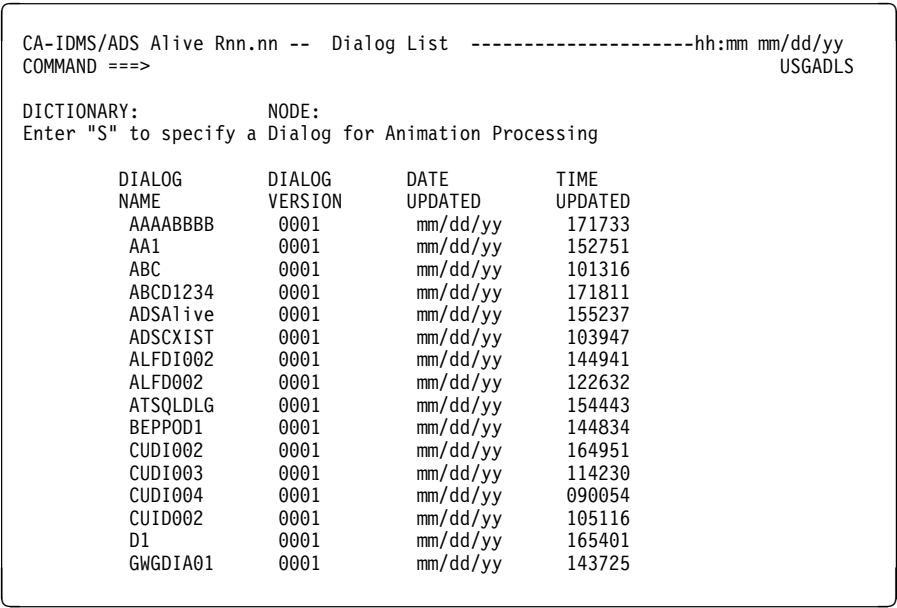 CA-IDMS/ADS Alive Rnn.nn -- Dialog List ---------------------hh:mm mm/dd/yy
COMMAND ===> USGADLS
DICTIONARY: NODE:
Enter "S" to specify a Dialog for Animation Processing
DIALOG DIALOG DATE TIME
NAME VERSION UPDATED UPDATED
AAAABBBB 0001 mm/dd/yy 171733
AA1 0001 mm/dd/yy 152751
ABC 0001 mm/dd/yy 101316
ABCD1234 0001 mm/dd/yy 171811
ADSAlive 0001 mm/dd/yy 155237
ADSCXIST 0001 mm/dd/yy 103947
ALFDI002 0001 mm/dd/yy 144941
ALFD002 0001 mm/dd/yy 122632
ATSQLDLG 0001 mm/dd/yy 154443
BEPPOD1 0001 mm/dd/yy 144834
CUDI002 0001 mm/dd/yy 164951
CUDI003 0001 mm/dd/yy 114230
CUDI004 0001 mm/dd/yy 090054
CUID002 0001 mm/dd/yy 105116
D1 0001 mm/dd/yy 165401
GWGDIA01 0001 mm/dd/yy 143725